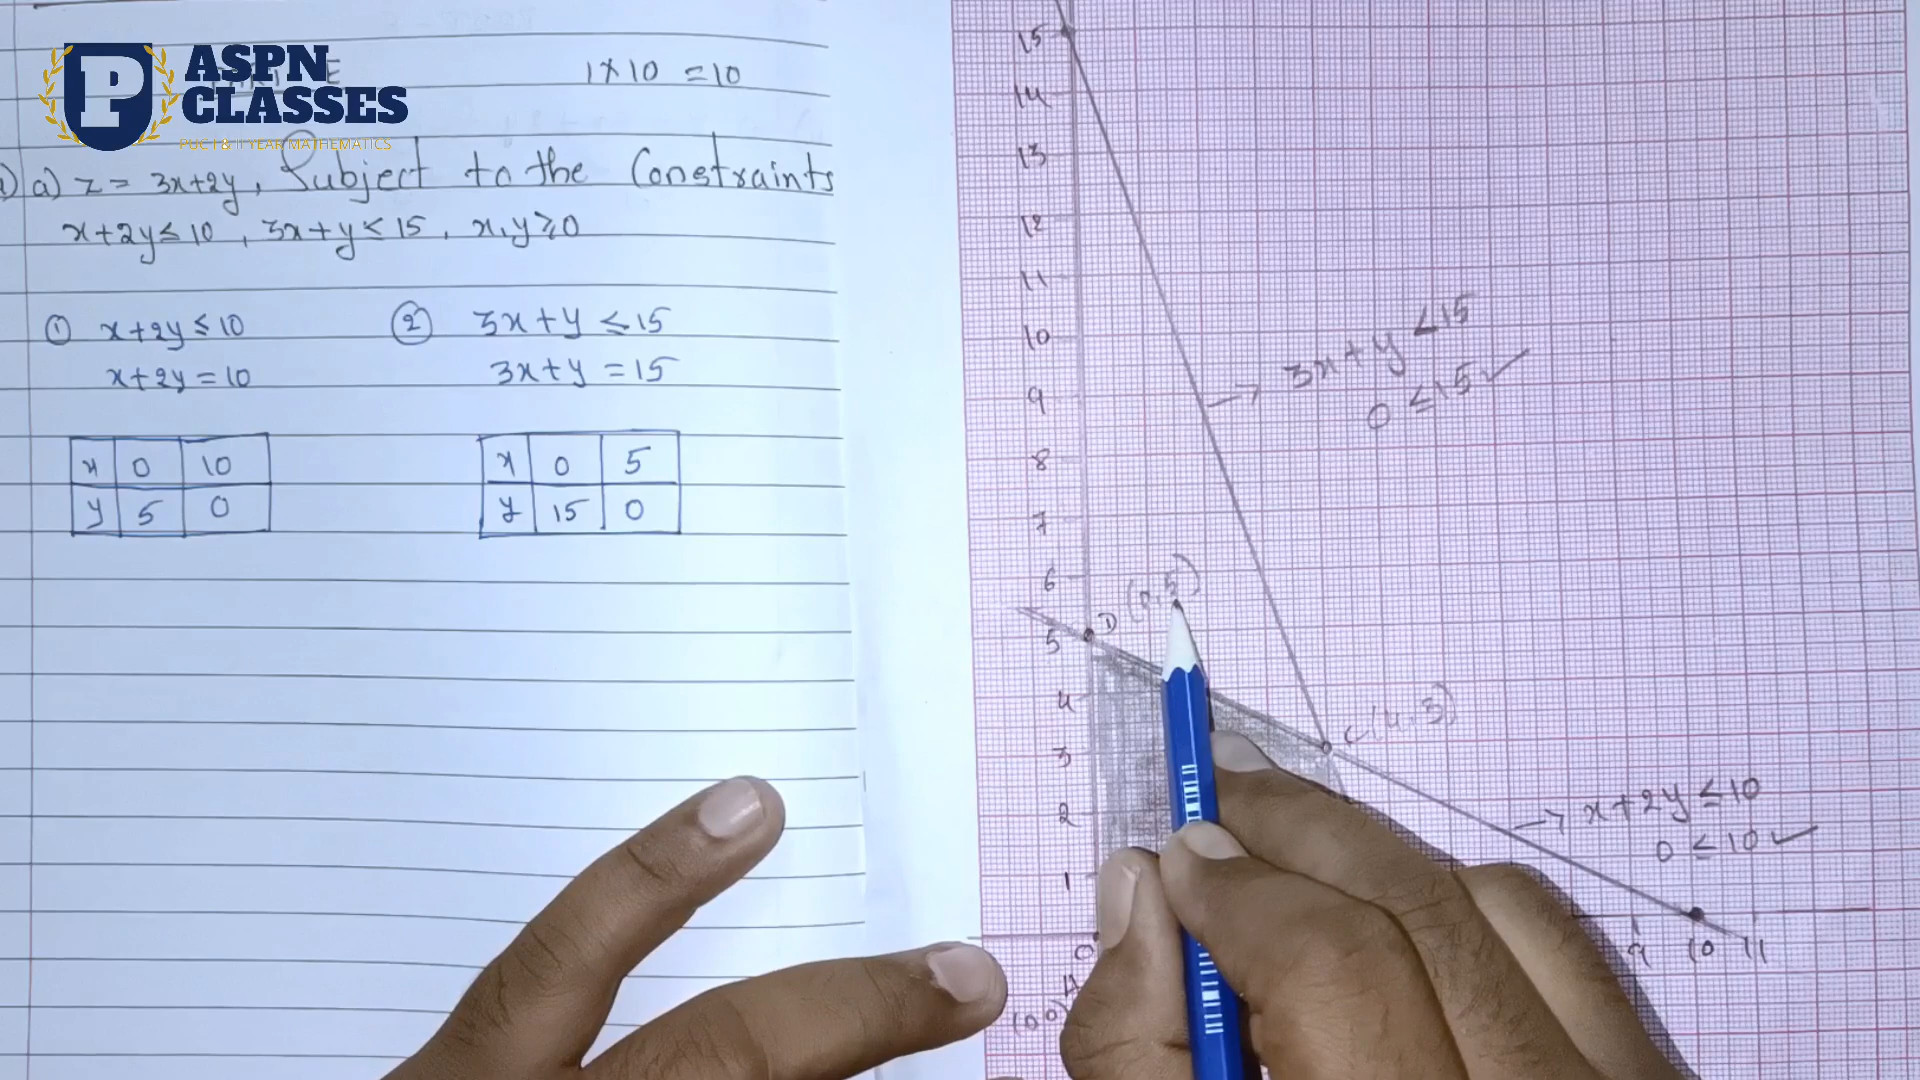 ASPN
CLASSES
PUC I & II YEAR MATHEMATICS
P
E
1 × 10 = 10
a) z = 3x+2y, Subject to the Constraints
x+2y ≤ 10, 3x+y < 15, x, y ≥ 0
① x+2y ≤ 10
x+2y = 10
x 0 10
y 5 0
② 3x+y ≤ 15
3x+y = 15
x 0 5
y 15 0
15
14
13
12
11
10
9
8
7
6
5
4
3
2
1
0
3x+y ≤ 15
0 ≤ 15 ✓
D (0,5)
C(4,3)
x+2y ≤ 10
0 ≤ 10 ✓
9 10 11
A
(0 0)